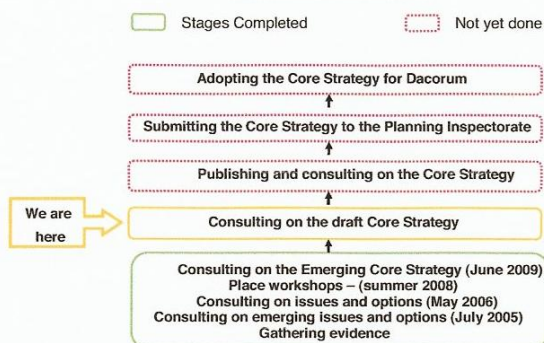 Stages Completed
Not yet done
Adopting the Core Strategy for Dacorum
Submitting the Core Strategy to the Planning Inspectorate
Publishing and consulting on the Core Strategy
We are
here
Consulting on the draft Core Strategy
Consulting on the Emerging Core Strategy (June 2009)
Place workshops – (summer 2008)
Consulting on issues and options (May 2006)
Consulting on emerging issues and options (July 2005)
Gathering evidence